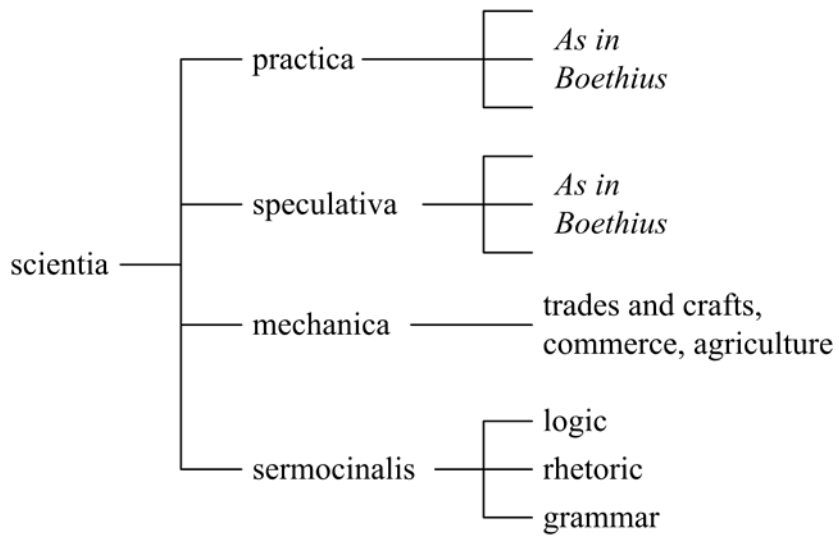 practica
As in
Boethius
speculativa
As in
Boethius
scientia
mechanica
trades and crafts,
commerce, agriculture
sermocinalis
logic
rhetoric
grammar